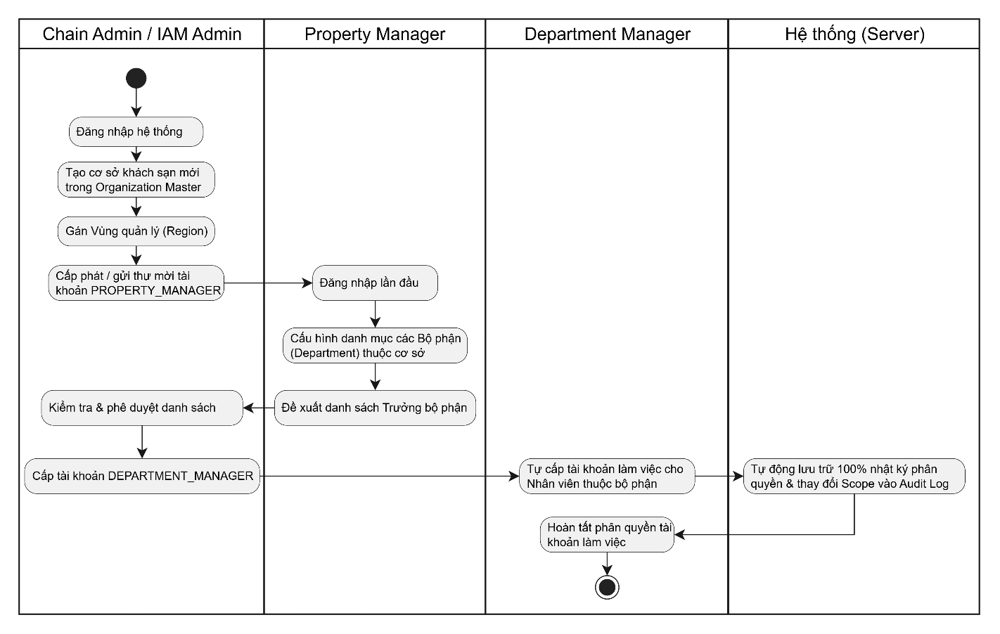 Chain Admin / IAM Admin
Property Manager
Department Manager
Hệ thống (Server)
Đăng nhập hệ thống
Tạo cơ sở khách sạn mới
trong Organization Master
Gán Vùng quản lý (Region)
Cấp phát / gửi thư mời tài
khoản PROPERTY_MANAGER
Đăng nhập lần đầu
Cấu hình danh mục các Bộ phận
(Department) thuộc cơ sở
Đề xuất danh sách Trưởng bộ phận
Kiểm tra & phê duyệt danh sách
Cấp tài khoản DEPARTMENT_MANAGER
Tự cấp tài khoản làm việc cho
Nhân viên thuộc bộ phận
Tự động lưu trữ 100% nhật ký phân
quyền & thay đổi Scope vào Audit Log
Hoàn tất phân quyền tài
khoản làm việc